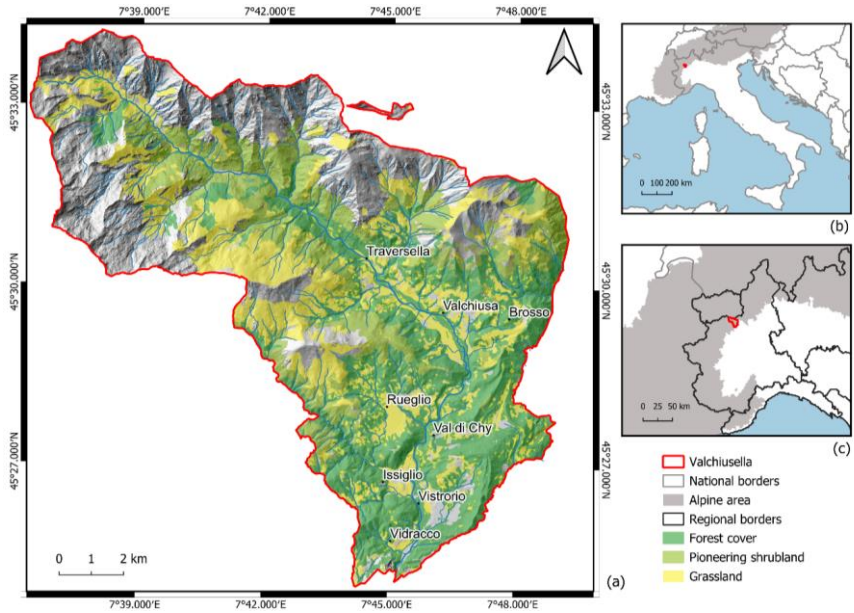 7°39.000'E 7°42.000'E 7°45.000'E 7°48.000'E
45°33.000'N
45°30.000'N
45°27.000'N
Traversella
Valchiusa
Brosso
Rueglio
Val di Chy
Issiglio
Vistrorio
Vidracco
0 1 2 km
(a)
45°33.000'N
45°30.000'N
45°27.000'N
7°39.000'E 7°42.000'E 7°45.000'E 7°48.000'E
0 100 200 km
(b)
0 25 50 km
(c)
Valchiusella
National borders
Alpine area
Regional borders
Forest cover
Pioneering shrubland
Grassland